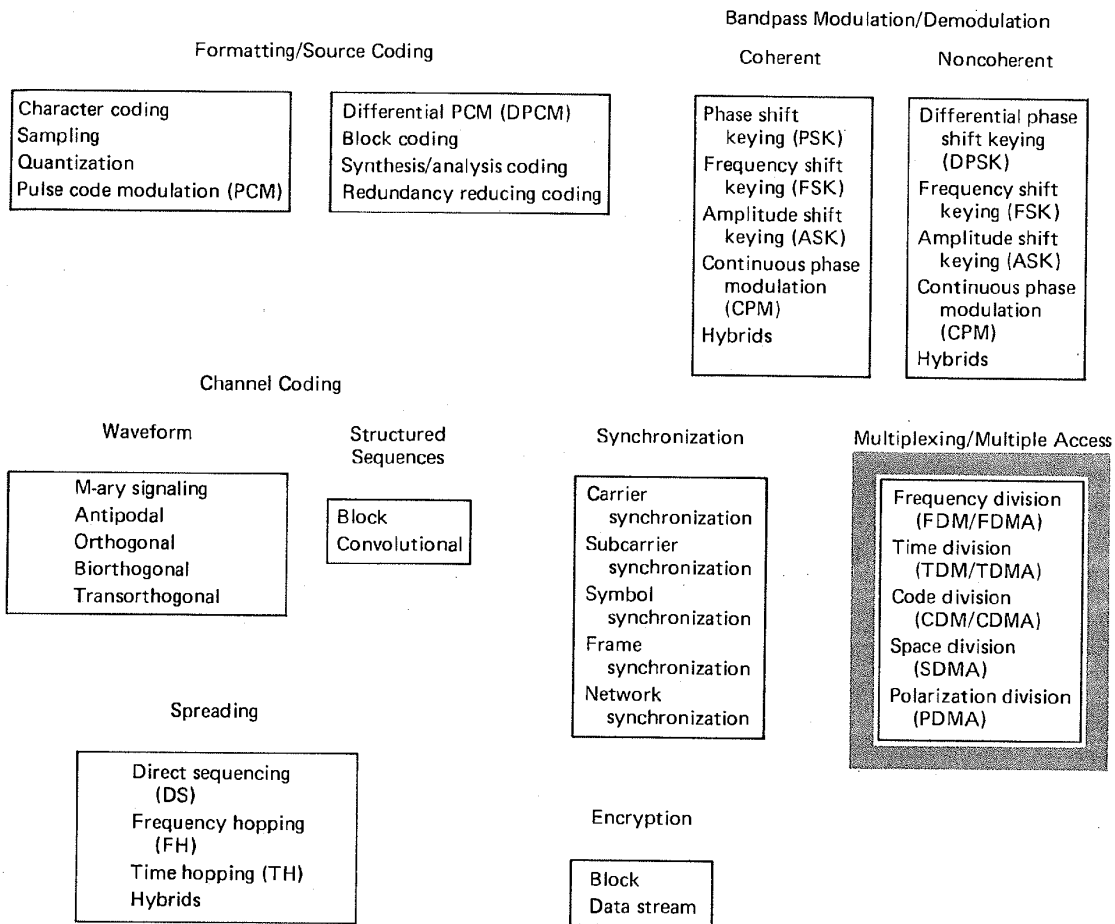 Formatting/Source Coding
Character coding
Sampling
Quantization
Pulse code modulation (PCM)
Differential PCM (DPCM)
Block coding
Synthesis/analysis coding
Redundancy reducing coding
Bandpass Modulation/Demodulation
Coherent
Phase shift
keying (PSK)
Frequency shift
keying (FSK)
Amplitude shift
keying (ASK)
Continuous phase
modulation
(CPM)
Hybrids
Noncoherent
Differential phase
shift keying
(DPSK)
Frequency shift
keying (FSK)
Amplitude shift
keying (ASK)
Continuous phase
modulation
(CPM)
Hybrids
Channel Coding
Waveform
M-ary signaling
Antipodal
Orthogonal
Biorthogonal
Transorthogonal
Structured
Sequences
Block
Convolutional
Synchronization
Carrier
synchronization
Subcarrier
synchronization
Symbol
synchronization
Frame
synchronization
Network
synchronization
Multiplexing/Multiple Access
Frequency division
(FDM/FDMA)
Time division
(TDM/TDMA)
Code division
(CDM/CDMA)
Space division
(SDMA)
Polarization division
(PDMA)
Spreading
Direct sequencing
(DS)
Frequency hopping
(FH)
Time hopping (TH)
Hybrids
Encryption
Block
Data stream